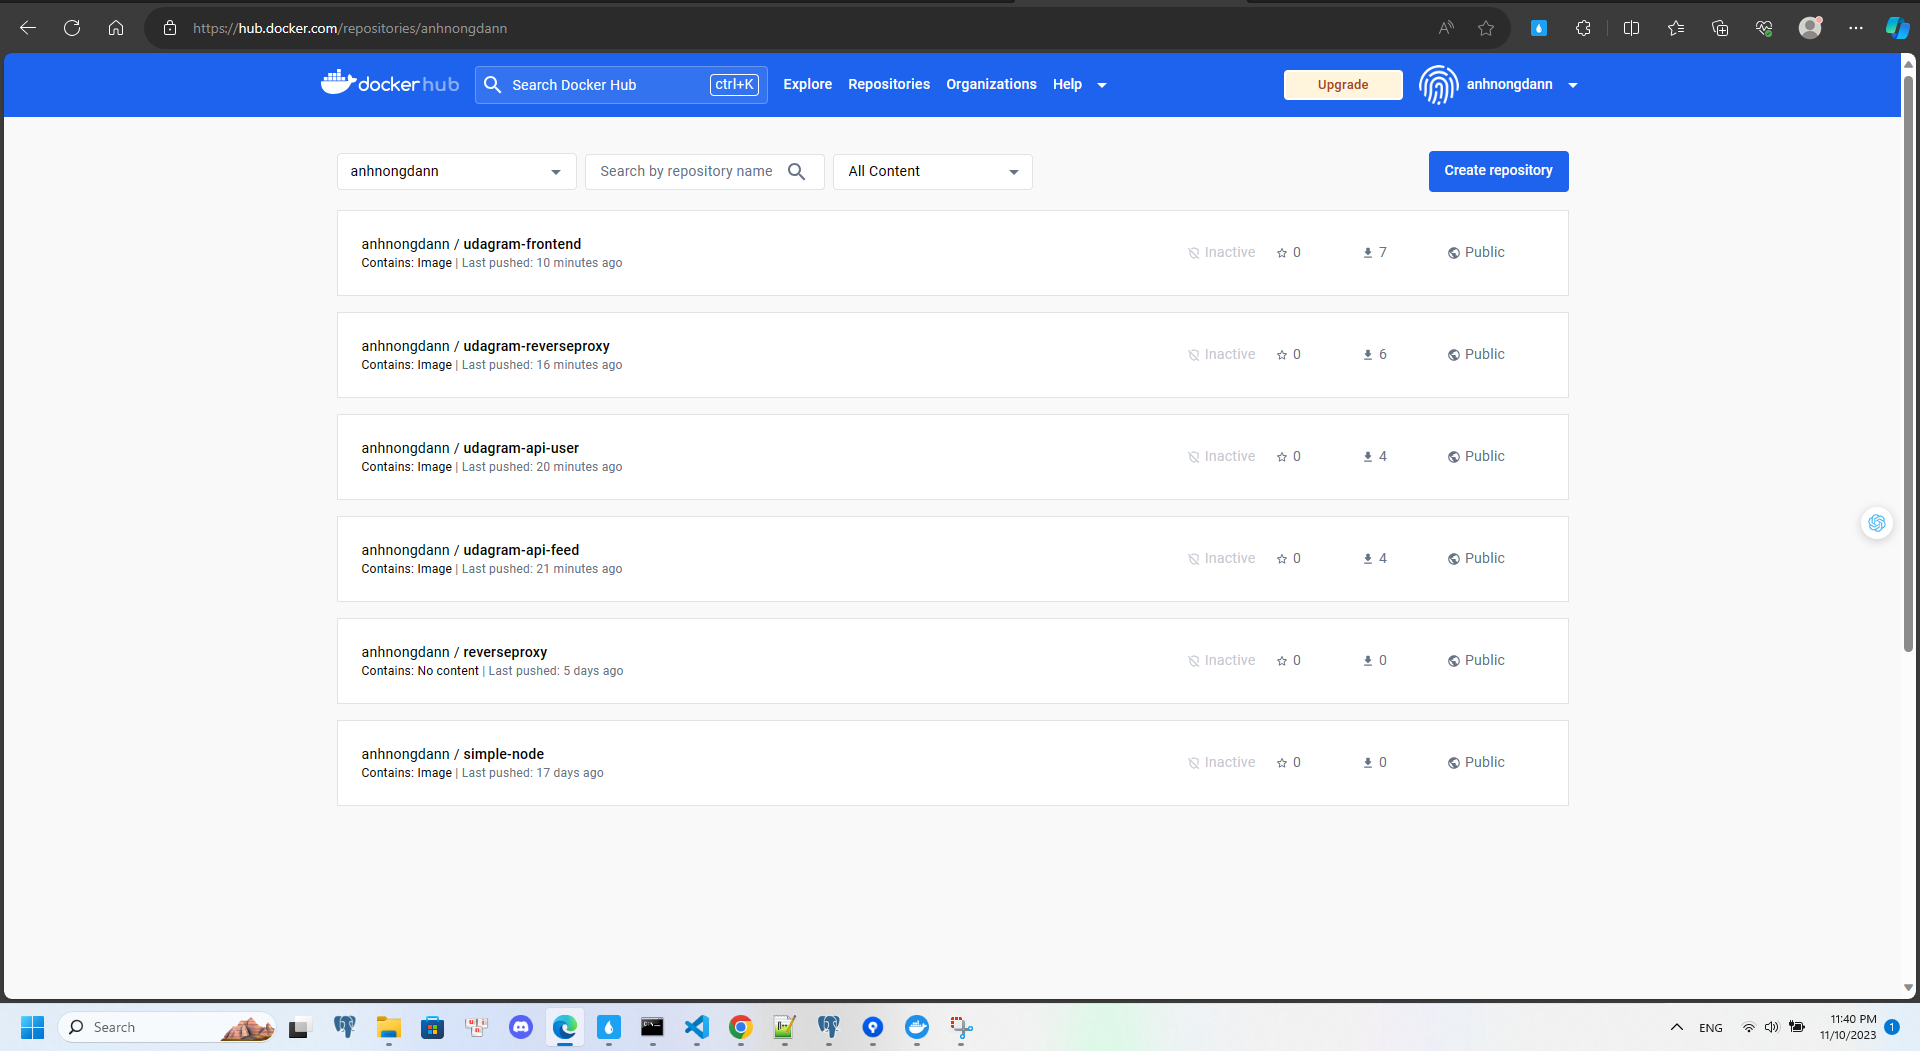 https://hub.docker.com/repositories/anhnongdann
docker hub
Search Docker Hub
ctrl+K
Explore
Repositories
Organizations
Help
Upgrade
anhnongdann
anhnongdann
Search by repository name
All Content
Create repository
anhnongdann / udagram-frontend
Contains: Image | Last pushed: 10 minutes ago
Inactive
0
7
Public
anhnongdann / udagram-reverseproxy
Contains: Image | Last pushed: 16 minutes ago
Inactive
0
6
Public
anhnongdann / udagram-api-user
Contains: Image | Last pushed: 20 minutes ago
Inactive
0
4
Public
anhnongdann / udagram-api-feed
Contains: Image | Last pushed: 21 minutes ago
Inactive
0
4
Public
anhnongdann / reverseproxy
Contains: No content | Last pushed: 5 days ago
Inactive
0
0
Public
anhnongdann / simple-node
Contains: Image | Last pushed: 17 days ago
Inactive
0
0
Public
Search
ENG
11:40 PM
11/10/2023
1